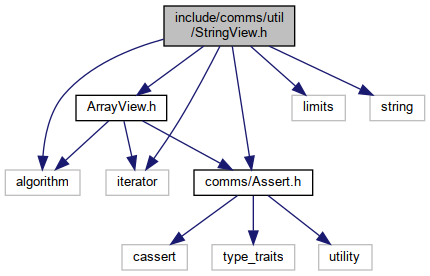 include/comms/util
/StringView.h
ArrayView.h
limits
string
algorithm
iterator
comms/Assert.h
cassert
type_traits
utility